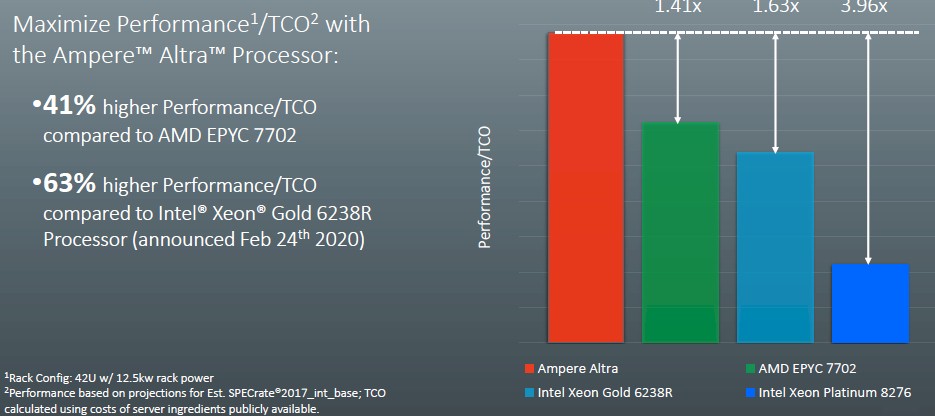 Maximize Performance¹/TCO² with
the Ampere™ Altra™ Processor:
•41% higher Performance/TCO
compared to AMD EPYC 7702
•63% higher Performance/TCO
compared to Intel® Xeon® Gold 6238R
Processor (announced Feb 24th 2020)
¹Rack Config: 42U w/ 12.5kw rack power
²Performance based on projections for Est. SPECrate®2017_int_base; TCO
calculated using costs of server ingredients publicly available.
1.41x 1.63x 3.96x
Performance/TCO
Ampere Altra AMD EPYC 7702
Intel Xeon Gold 6238R Intel Xeon Platinum 8276